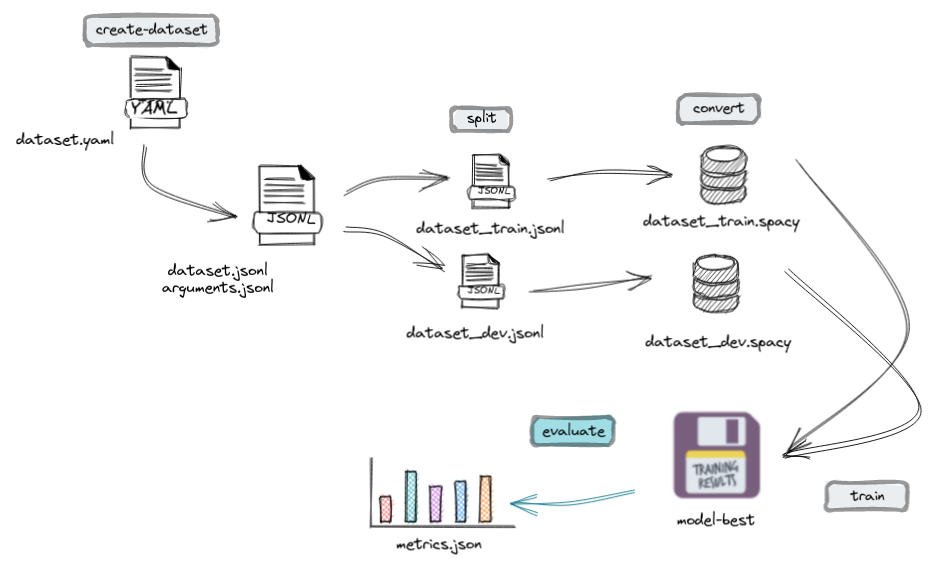 create-dataset
YAML
dataset.yaml
JSONL
dataset.jsonl
arguments.jsonl
split
JSONL
dataset_train.jsonl
JSONL
dataset_dev.jsonl
convert
dataset_train.spacy
dataset_dev.spacy
evaluate
TRAINING
RESULTS
model-best
train
metrics.json